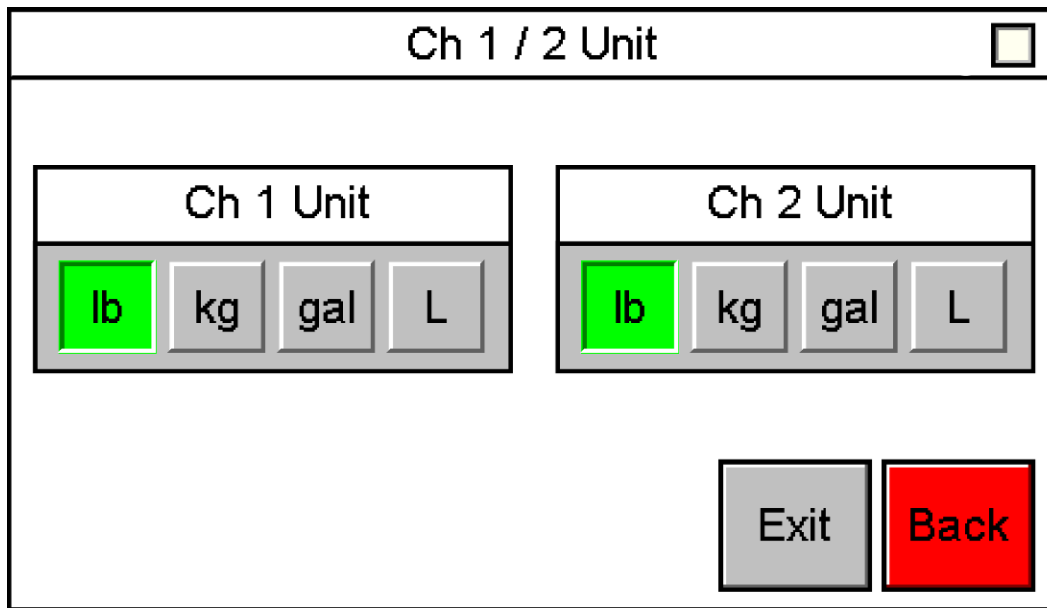 Ch 1 / 2 Unit
Ch 1 Unit
Ch 2 Unit
lb kg gal L
lb kg gal L
Exit Back